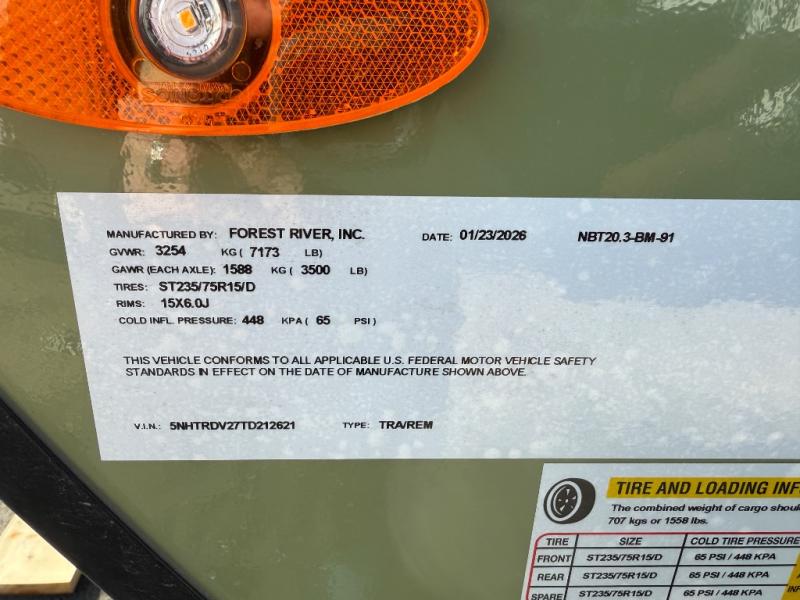 MANUFACTURED BY: FOREST RIVER, INC. DATE: 01/23/2026 NBT20.3-BM-91
GVWR: 3254 KG ( 7173 LB)
GAWR (EACH AXLE): 1588 KG ( 3500 LB)
TIRES: ST235/75R15/D
RIMS: 15X6.0J
COLD INFL. PRESSURE: 448 KPA ( 65 PSI )
THIS VEHICLE CONFORMS TO ALL APPLICABLE U.S. FEDERAL MOTOR VEHICLE SAFETY
STANDARDS IN EFFECT ON THE DATE OF MANUFACTURE SHOWN ABOVE.
V.I.N.: 5NHTRDV27TD212621 TYPE: TRA/REM
TIRE AND LOADING
The combined weight of cargo
707 kgs or 1558 lbs.
TIRE SIZE COLD TIRE PRESSURE
FRONT ST235/75R15/D 65 PSI / 448 KPA
REAR ST235/75R15/D 65 PSI / 448 KPA
SPARE ST235/75R15/D 65 PSI / 448 KPA